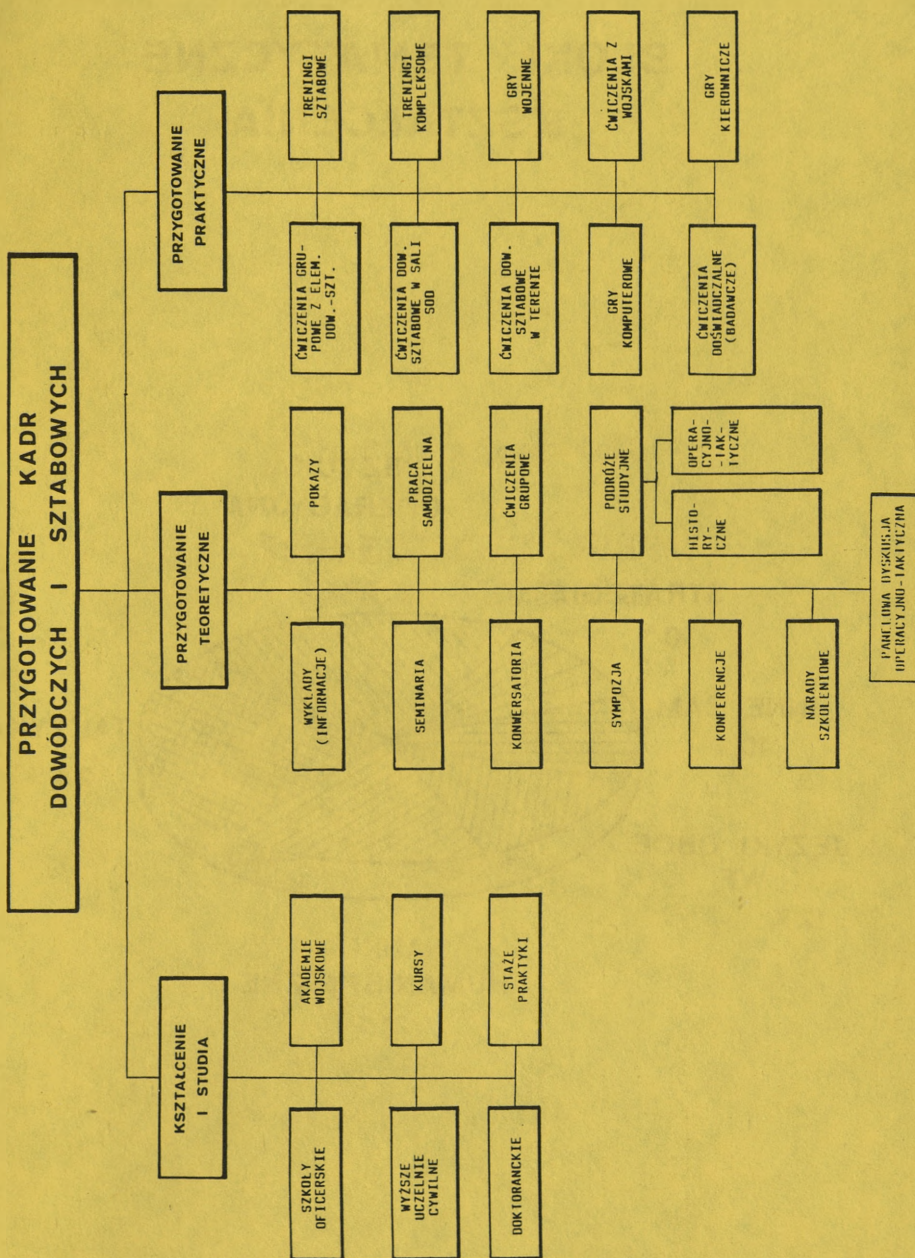 PRZYGOTOWANIE KADR
DOWÓDCZYCH I SZTABOWYCH
KSZTAŁCENIE
I STUDIA
SZKOŁY
OFICERSKIE
AKADEMIE
WOJSKOWE
WYŻSZE
UCZELNIE
CYWILNE
KURSY
DOKTORANCKIE
STAŻE
PRAKTYKI
PRZYGOTOWANIE
TEORETYCZNE
WYKŁADY
(INFORMACJE)
POKAZY
SEMINARIA
PRACA
SAMODZIELNA
KONWERSATORIA
ĆWICZENIA
GRUPOWE
SYMPOZJA
PODRÓŻE
STUDYJNE
HISTO-
RY-
CZNE
OPERA-
CYJNO-
-TAK-
TYCZNE
KONFERENCJE
NARADY
SZKOLENIOWE
PANELOWA DYSKUSJA
OPERACYJNO-TAKTYCZNA
PRZYGOTOWANIE
PRAKTYCZNE
ĆWICZENIA GRU-
POWE Z ELEM.
DOW.-SZT.
TRENINGI
SZTABOWE
ĆWICZENIA DOW.
SZTABOWE W SALI
SOD
TRENINGI
KOMPLEKSOWE
ĆWICZENIA DOW.
SZTABOWE
W TERENIE
GRY
WOJENNE
GRY
KOMPUTEROWE
ĆWICZENIA Z
WOJSKAMI
ĆWICZENIA
DOŚWIADCZALNE
(BADAWCZE)
GRY
KIEROWNICZE